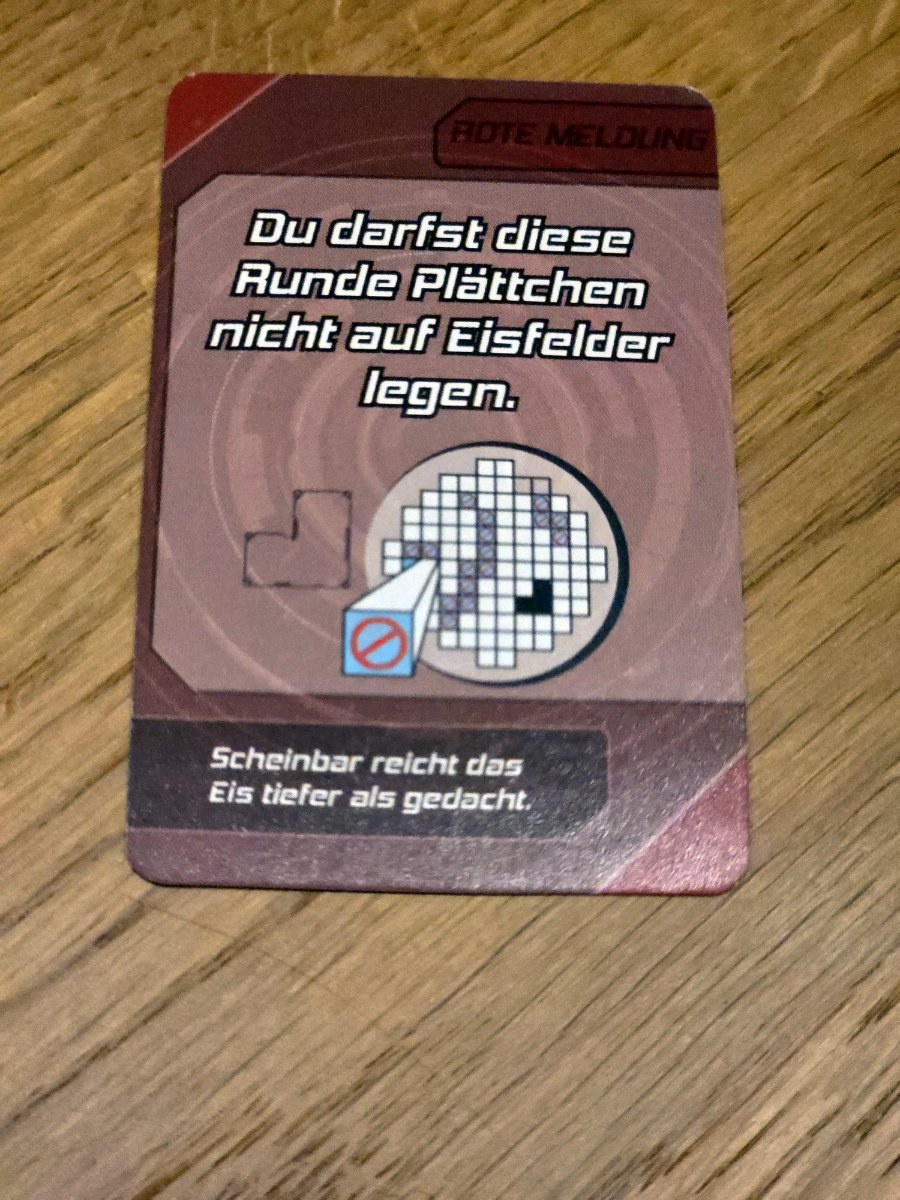 ROTE MELDUNG
Du darfst diese
Runde Plättchen
nicht auf Eisfelder
legen.
Scheinbar reicht das
Eis tiefer als gedacht.